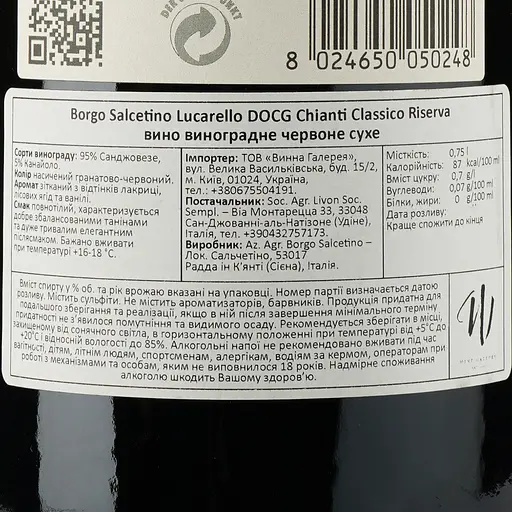 DER PUNKT
8 024650 050248
Borgo Salcetino Lucarello DOCG Chianti Classico Riserva
вино виноградне червоне сухе
Сорти винограду: 95% Санджовезе,
5% Канайоло.
Колір насичений гранатово-червоний.
Аромат зітканий з відтінків лакриці,
лісових ягід та ванілі.
Смак повнотілий, характеризується
добре збалансованими танінами
та дуже тривалим елегантним
післясмаком. Бажано вживати
при температурі +16-18 °C.
Імпортер: ТОВ «Винна Галерея»,
вул. Велика Васильківська, буд. 15/2,
м. Київ, 01024, Україна,
тел.: +380675504191.
Постачальник: Soc. Agr. Livon Soc.
Sempl. – Віа Монтарецца 33, 33048
Сан-Джованні-аль-Натізоне (Удіне),
Італія, тел. +390432757173.
Виробник: Az. Agr. Borgo Salcetino –
Лок. Сальчетіно, 53017
Радда ін К'янті (Сієна), Італія.
Місткість: 0,75 l
Калорійність: 87 kcal/100 ml
Вміст цукру: 0,7 g/l
Вуглеводи: 0,07 g/100 ml
Білки, жири: 0 g/100 ml
Дата розливу:
Краще спожити до кінця
Вміст спирту у % об. та рік врожаю вказані на упаковці. Номер партії визначається датою
розливу. Містить сульфіти. Не містить ароматизаторів, барвників. Продукція придатна для
подальшого зберігання та реалізації, якщо в ній після завершення мінімального терміну
придатності не з'явилося помутніння та видимого осаду. Рекомендується зберігати в місці,
захищеному від сонячного світла, в горизонтальному положенні при температурі від +5°C до
+20°C і відносній вологості до 85%. Алкогольні напої не рекомендовано вживати під час
вагітності, дітям, літнім людям, спортсменам, алергікам, водіям за кермом, операторам при
роботі з механізмами та особам, яким не виповнилося 18 років. Надмірне споживання
алкоголю шкодить Вашому здоров'ю.